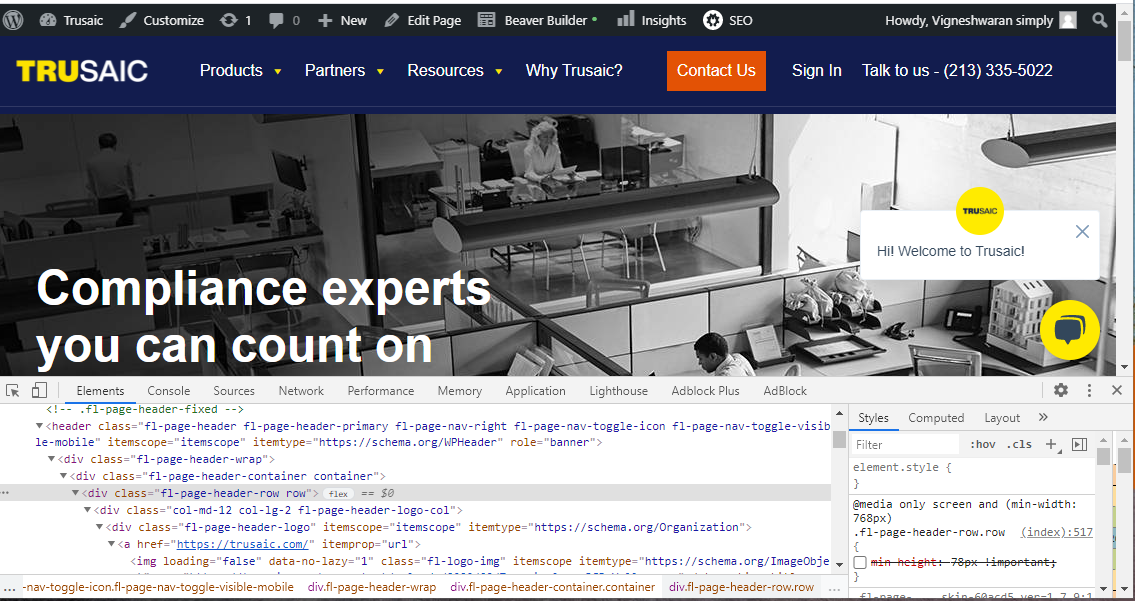 Trusaic Customize 1 0 New Edit Page Beaver Builder • Insights SEO Howdy, Vigneshwaran simply
TRUSAIC Products Partners Resources Why Trusaic? Contact Us Sign In Talk to us - (213) 335-5022
TRUSAIC
Hi! Welcome to Trusaic!
Compliance experts
you can count on
Elements Console Sources Network Performance Memory Application Lighthouse Adblock Plus AdBlock
<!-- .fl-page-header-fixed -->
<header class="fl-page-header fl-page-header-primary fl-page-nav-right fl-page-nav-toggle-icon fl-page-nav-toggle-visib
le-mobile" itemscope="itemscope" itemtype="https://schema.org/WPHeader" role="banner">
<div class="fl-page-header-wrap">
<div class="fl-page-header-container container">
<div class="fl-page-header-row row"> flex == $0
<div class="col-md-12 col-lg-2 fl-page-header-logo-col">
<div class="fl-page-header-logo" itemscope="itemscope" itemtype="https://schema.org/Organization">
<a href="https://trusaic.com/" itemprop="url">
<img loading="false" data-no-lazy="1" class="fl-logo-img" itemscope itemtype="https://schema.org/ImageObje
... -nav-toggle-icon.fl-page-nav-toggle-visible-mobile div.fl-page-header-wrap div.fl-page-header-container.container div.fl-page-header-row.row ...
Styles Computed Layout »
Filter :hov .cls +
element.style {
}
@media only screen and (min-width:
768px)
.fl-page-header-row.row (index):517
{
min-height: 78px !important;
}
.fl-page- skin-60acd5…ver=1.7.9:1